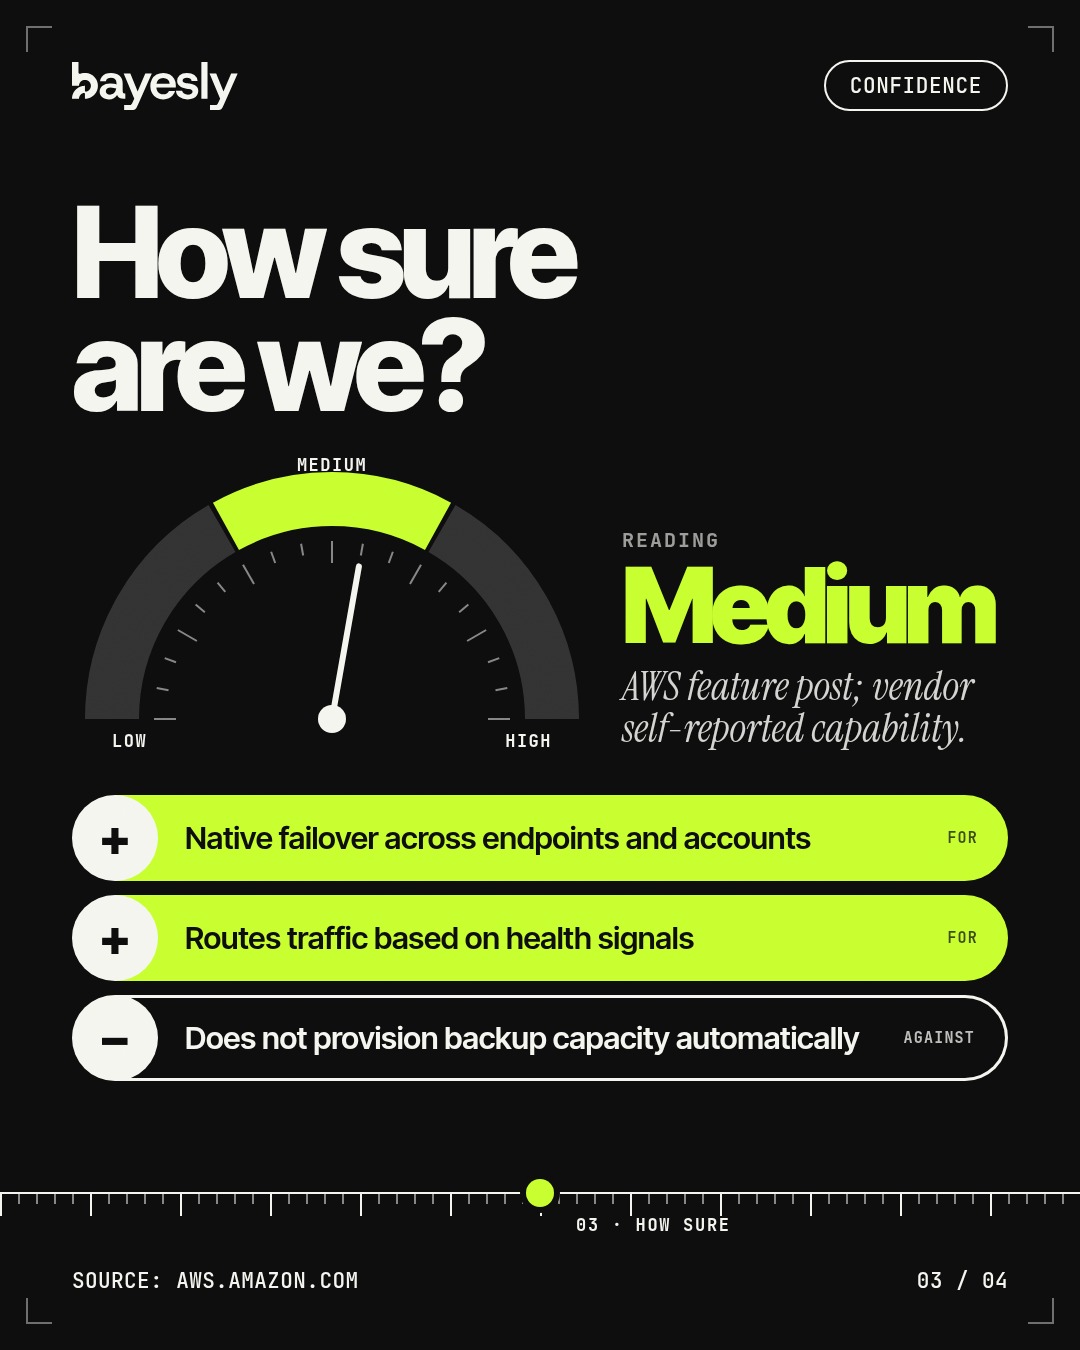 bayesly
CONFIDENCE
How sure
are we?
MEDIUM
LOW
HIGH
READING
Medium
AWS feature post; vendor
self-reported capability.
+ Native failover across endpoints and accounts FOR
+ Routes traffic based on health signals FOR
− Does not provision backup capacity automatically AGAINST
03 · HOW SURE
SOURCE: AWS.AMAZON.COM
03 / 04